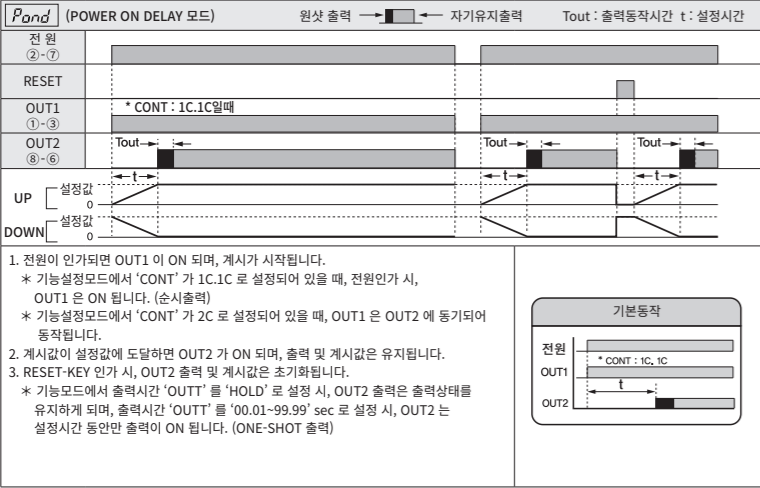 Pond (POWER ON DELAY 모드) 원샷 출력 자기유지출력 Tout : 출력동작시간 t : 설정시간
전 원
②-⑦
RESET
OUT1
①-③
* CONT : 1C.1C일때
OUT2
⑧-⑥
Tout Tout Tout
t t t
UP 설정값
0
DOWN 설정값
0
1. 전원이 인가되면 OUT1 이 ON 되며, 계시가 시작됩니다.
＊ 기능설정모드에서 ‘CONT’ 가 1C.1C 로 설정되어 있을 때, 전원인가 시,
OUT1 은 ON 됩니다. (순시출력)
＊ 기능설정모드에서 ‘CONT’ 가 2C 로 설정되어 있을 때, OUT1 은 OUT2 에 동기되어
동작됩니다.
2. 계시값이 설정값에 도달하면 OUT2 가 ON 되며, 출력 및 계시값은 유지됩니다.
3. RESET-KEY 인가 시, OUT2 출력 및 계시값은 초기화됩니다.
＊ 기능모드에서 출력시간 ‘OUTT’ 를 ‘HOLD’ 로 설정 시, OUT2 출력은 출력상태를
유지하게 되며, 출력시간 ‘OUTT’ 를 ‘00.01~99.99’ sec 로 설정 시, OUT2 는
설정시간 동안만 출력이 ON 됩니다. (ONE-SHOT 출력)
기본동작
전원
* CONT : 1C. 1C
OUT1
t
OUT2